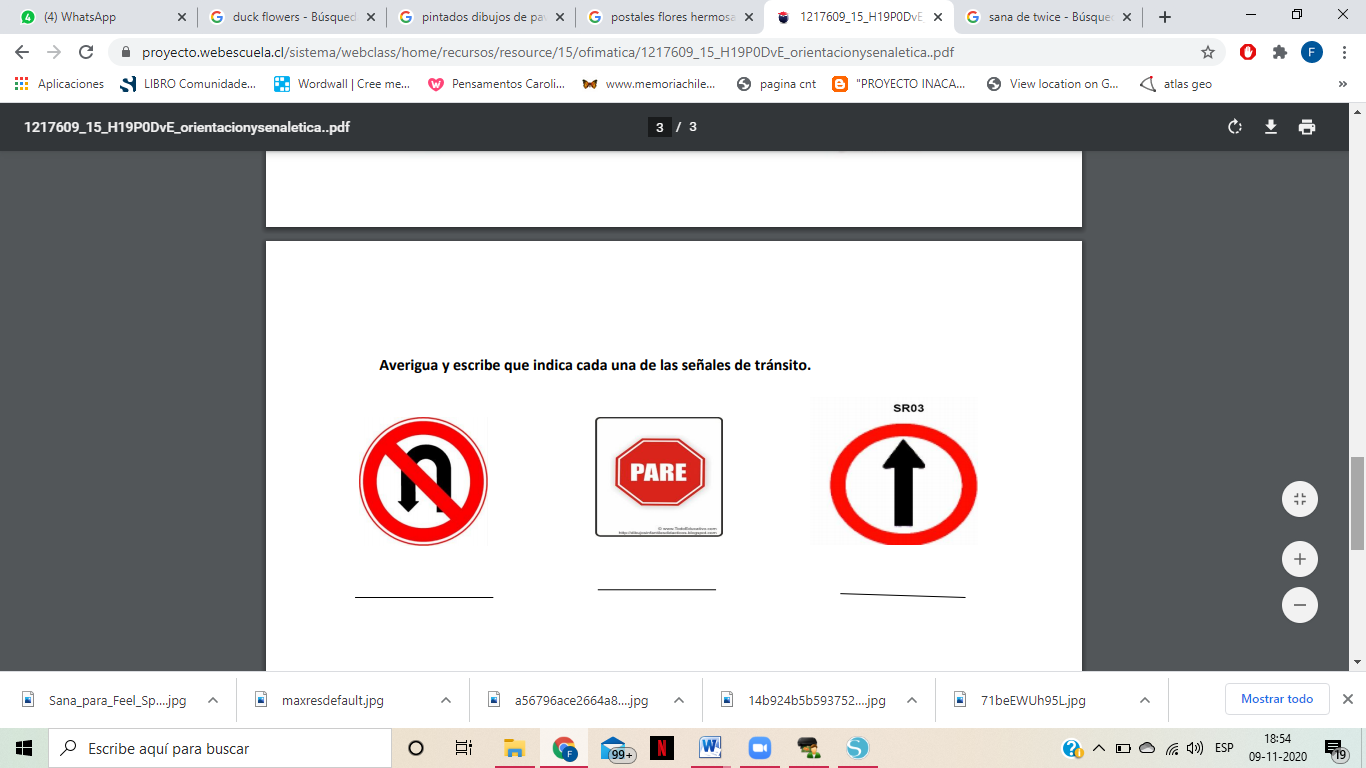 (4) WhatsApp
duck flowers - Búsqued
pintados dibujos de pav
postales flores hermosa
1217609_15_H19P0DvE
sana de twice - Búsque
proyecto.webescuela.cl/sistema/webclass/home/recursos/resource/15/ofimatica/1217609_15_H19P0DvE_orientacionysenaletica..pdf
F
Aplicaciones
LIBRO Comunidade...
Wordwall | Cree me...
Pensamentos Caroli...
www.memoriachile...
pagina cnt
"PROYECTO INACA...
View location on G...
atlas geo
»
1217609_15_H19P0DvE_orientacionysenaletica..pdf
3 / 3
Averigua y escribe que indica cada una de las señales de tránsito.
SR03
PARE
© www.TodoEducativo.com
Sana_para_Feel_Sp....jpg
maxresdefault.jpg
a56796ace2664a8....jpg
14b924b5b593752....jpg
71beEWUh95L.jpg
Mostrar todo
Escribe aquí para buscar
F
99+
N
W
S
ESP
18:54
09-11-2020
19